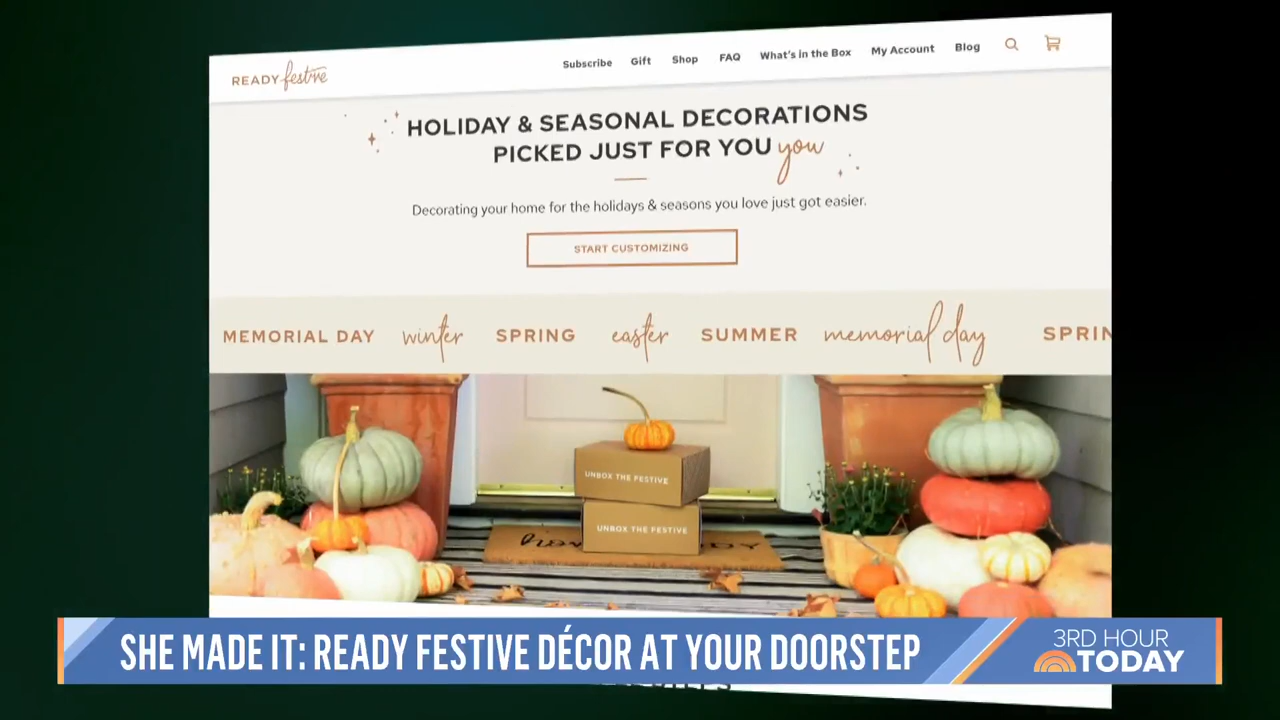 READY festive
Subscribe Gift Shop FAQ What's in the Box My Account Blog
HOLIDAY & SEASONAL DECORATIONS
PICKED JUST FOR YOU you
Decorating your home for the holidays & seasons you love just got easier.
START CUSTOMIZING
MEMORIAL DAY winter SPRING easter SUMMER memorial day SPRIN
UNBOX THE FESTIVE
UNBOX THE FESTIVE
SHE MADE IT: READY FESTIVE DÉCOR AT YOUR DOORSTEP
3RD HOUR
TODAY